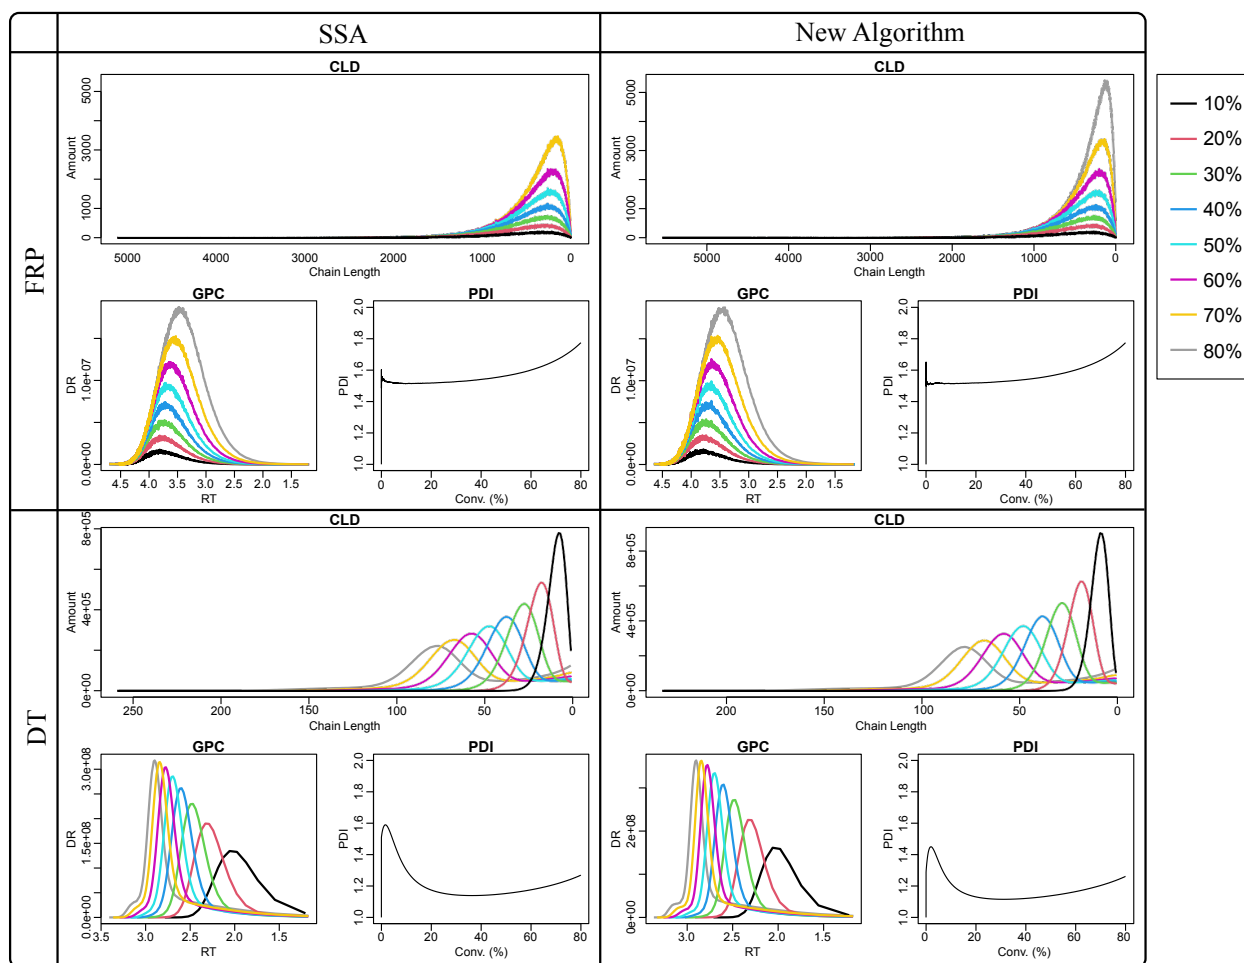 SSA
New Algorithm
FRP
CLD
Amount
0 1000 3000 5000
5000 4000 3000 2000 1000 0
Chain Length
GPC
DR
0.0e+00 1.0e+07
4.5 4.0 3.5 3.0 2.5 2.0 1.5
RT
PDI
PDI
1.0 1.2 1.4 1.6 1.8 2.0
0 20 40 60 80
Conv. (%)
CLD
Amount
0 1000 3000 5000
5000 4000 3000 2000 1000 0
Chain Length
GPC
DR
0.0e+00 1.0e+07
4.5 4.0 3.5 3.0 2.5 2.0 1.5
RT
PDI
PDI
1.0 1.2 1.4 1.6 1.8 2.0
0 20 40 60 80
Conv. (%)
DT
CLD
Amount
0e+00 4e+05 8e+05
250 200 150 100 50 0
Chain Length
GPC
DR
0.0e+00 1.5e+08 3.0e+08
3.5 3.0 2.5 2.0 1.5
RT
PDI
PDI
1.0 1.2 1.4 1.6 1.8 2.0
0 20 40 60 80
Conv. (%)
CLD
Amount
0e+00 4e+05 8e+05
200 150 100 50 0
Chain Length
GPC
DR
0e+00 2e+08
3.0 2.5 2.0 1.5
RT
PDI
PDI
1.0 1.2 1.4 1.6 1.8 2.0
0 20 40 60 80
Conv. (%)
10%
20%
30%
40%
50%
60%
70%
80%